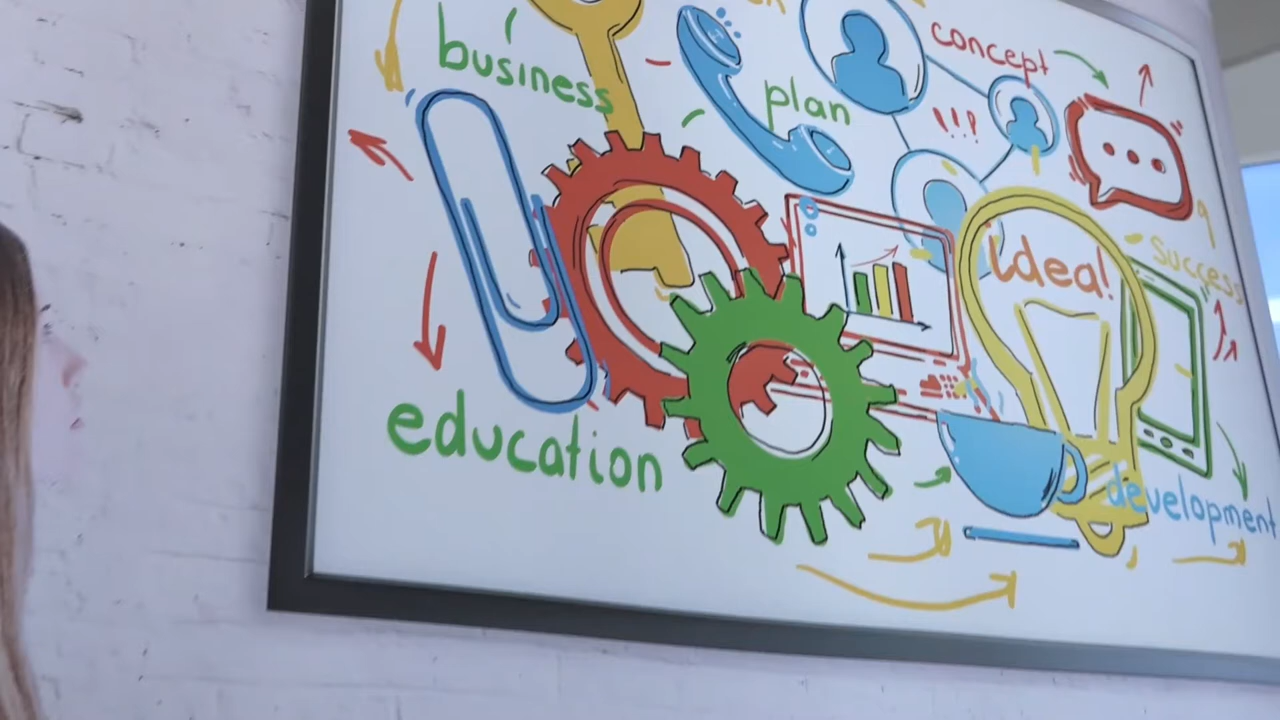 business
concept
plan
!!!
Idea!
success
education
development